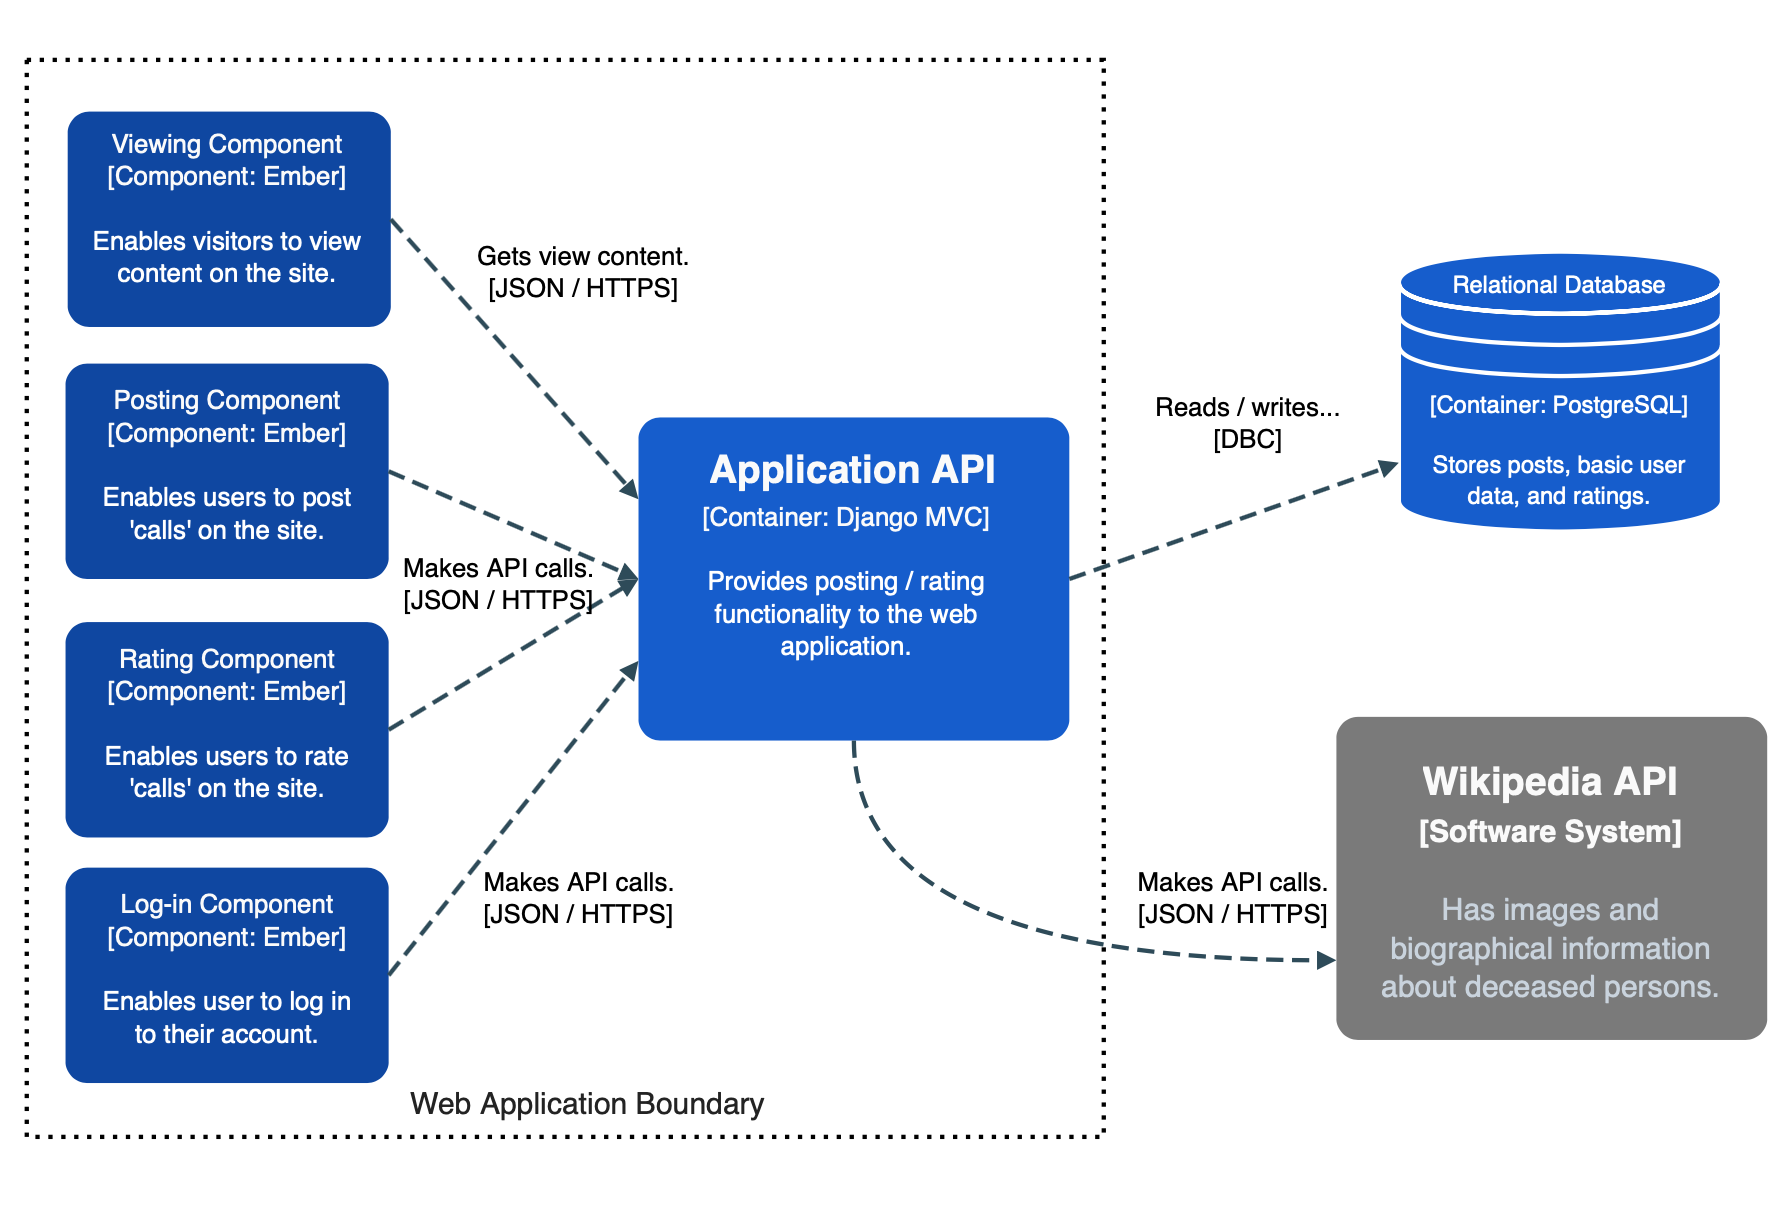 Viewing Component
[Component: Ember]
Enables visitors to view
content on the site.
Gets view content.
[JSON / HTTPS]
Posting Component
[Component: Ember]
Enables users to post
'calls' on the site.
Makes API calls.
[JSON / HTTPS]
Rating Component
[Component: Ember]
Enables users to rate
'calls' on the site.
Log-in Component
[Component: Ember]
Enables user to log in
to their account.
Makes API calls.
[JSON / HTTPS]
Application API
[Container: Django MVC]
Provides posting / rating
functionality to the web
application.
Web Application Boundary
Reads / writes...
[DBC]
Relational Database
[Container: PostgreSQL]
Stores posts, basic user
data, and ratings.
Makes API calls.
[JSON / HTTPS]
Wikipedia API
[Software System]
Has images and
biographical information
about deceased persons.